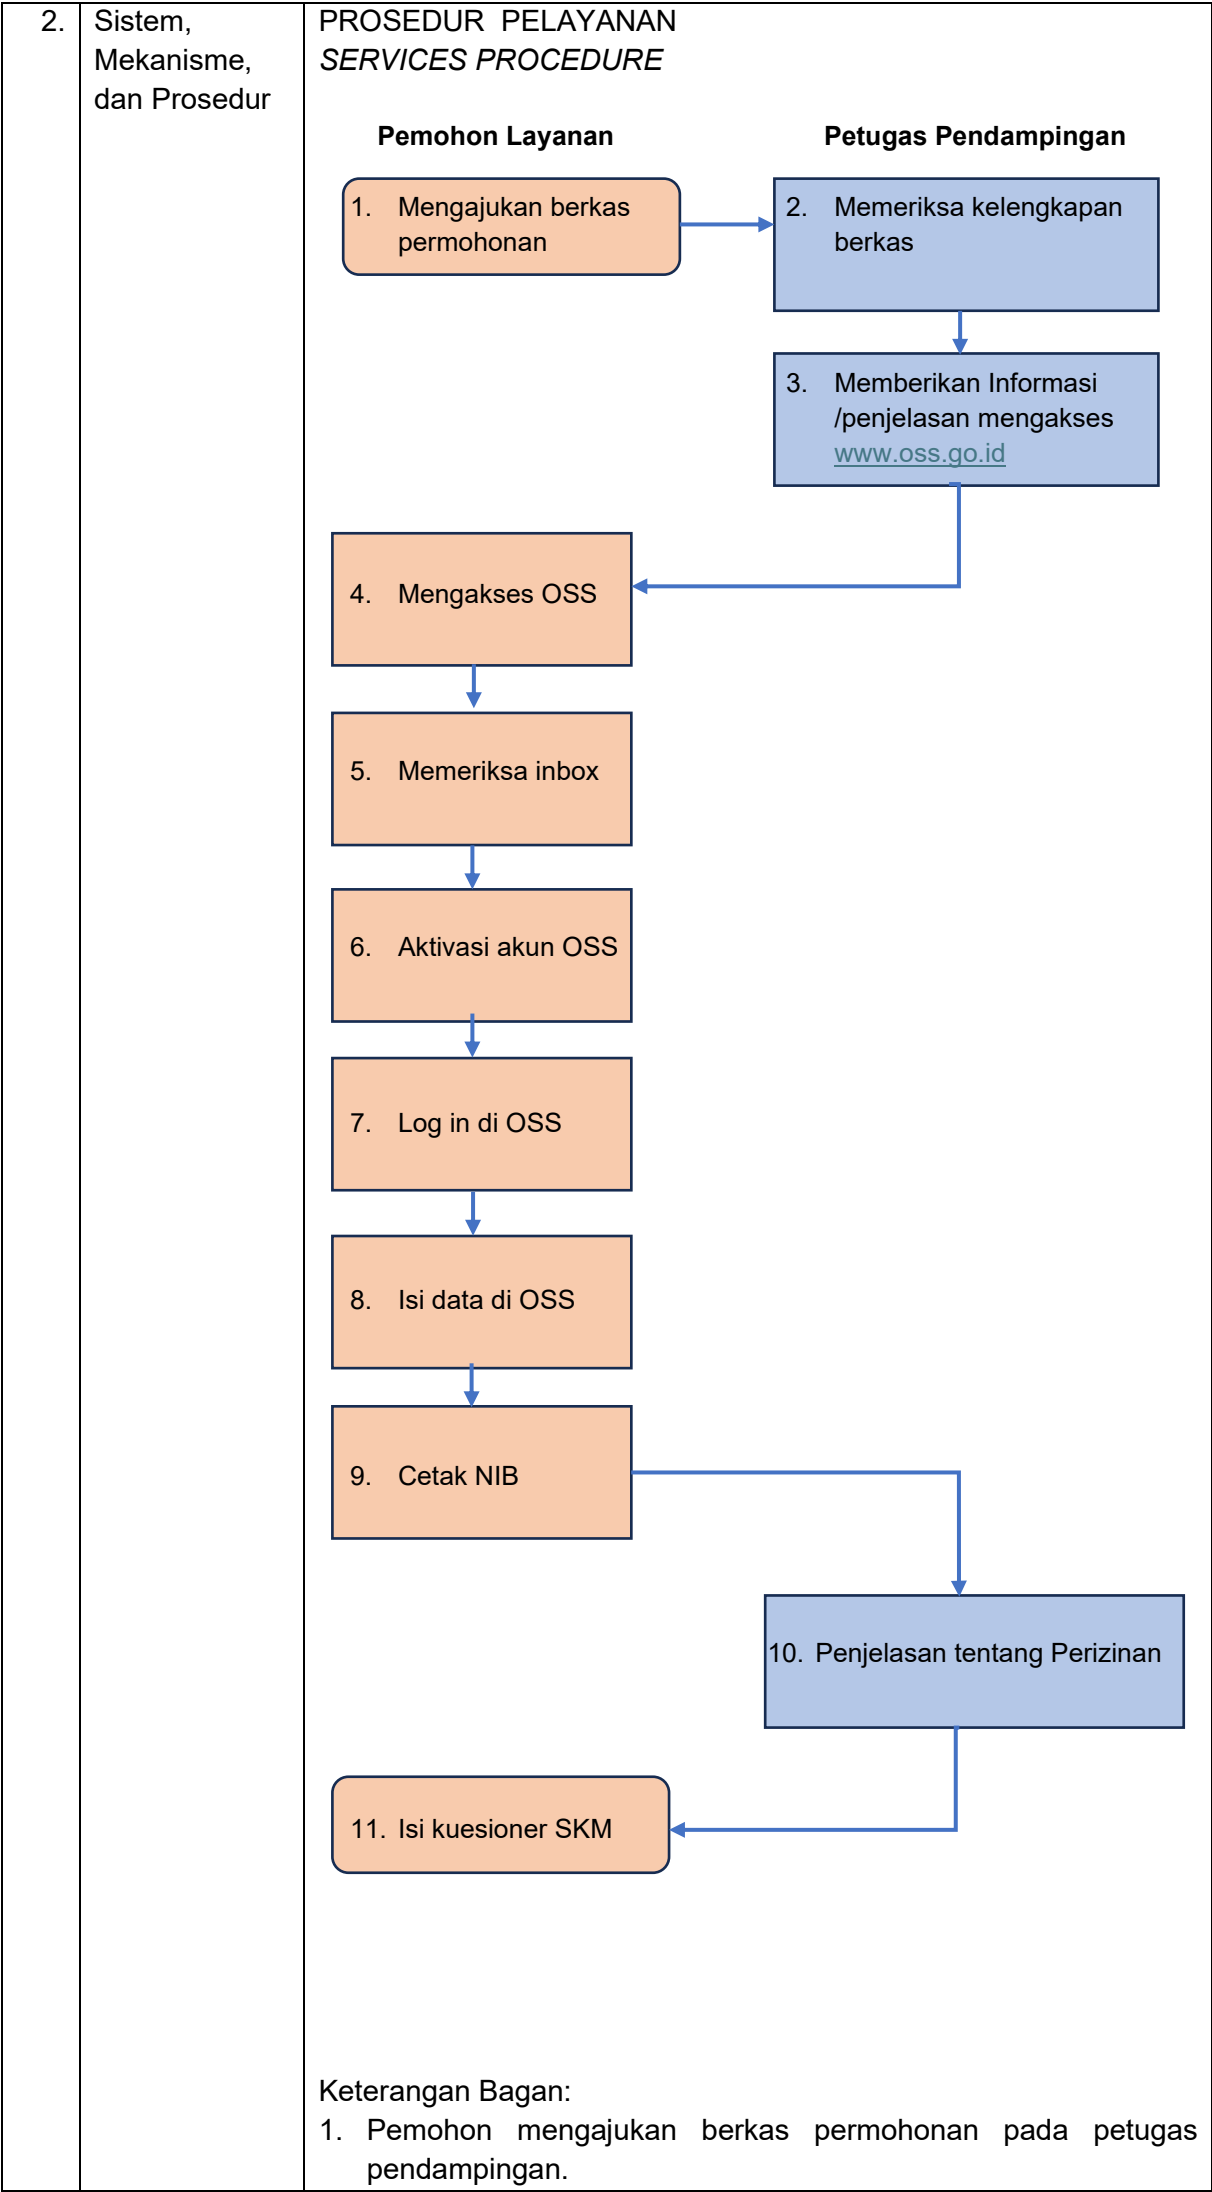 2.
Sistem,
Mekanisme,
dan Prosedur
PROSEDUR PELAYANAN
SERVICES PROCEDURE
Pemohon Layanan
Petugas Pendampingan
1. Mengajukan berkas
permohonan
2. Memeriksa kelengkapan
berkas
3. Memberikan Informasi
/penjelasan mengakses
www.oss.go.id
4. Mengakses OSS
5. Memeriksa inbox
6. Aktivasi akun OSS
7. Log in di OSS
8. Isi data di OSS
9. Cetak NIB
10. Penjelasan tentang Perizinan
11. Isi kuesioner SKM
Keterangan Bagan:
1. Pemohon mengajukan berkas permohonan pada petugas
pendampingan.